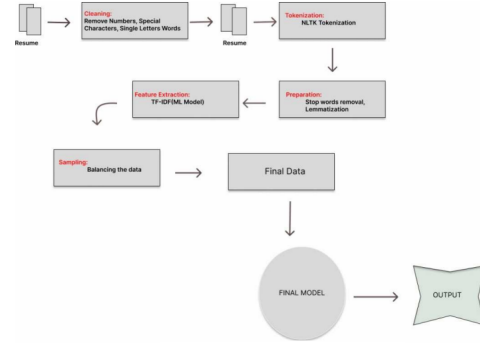 Resume
Cleaning:
Remove Numbers, Special
Characters, Single Letters Words
Resume
Tokenization:
NLTK Tokenization
Feature Extraction:
TF-IDF(ML Model)
Preparation:
Stop words removal,
Lemmatization
Sampling:
Balancing the data
Final Data
FINAL MODEL
OUTPUT